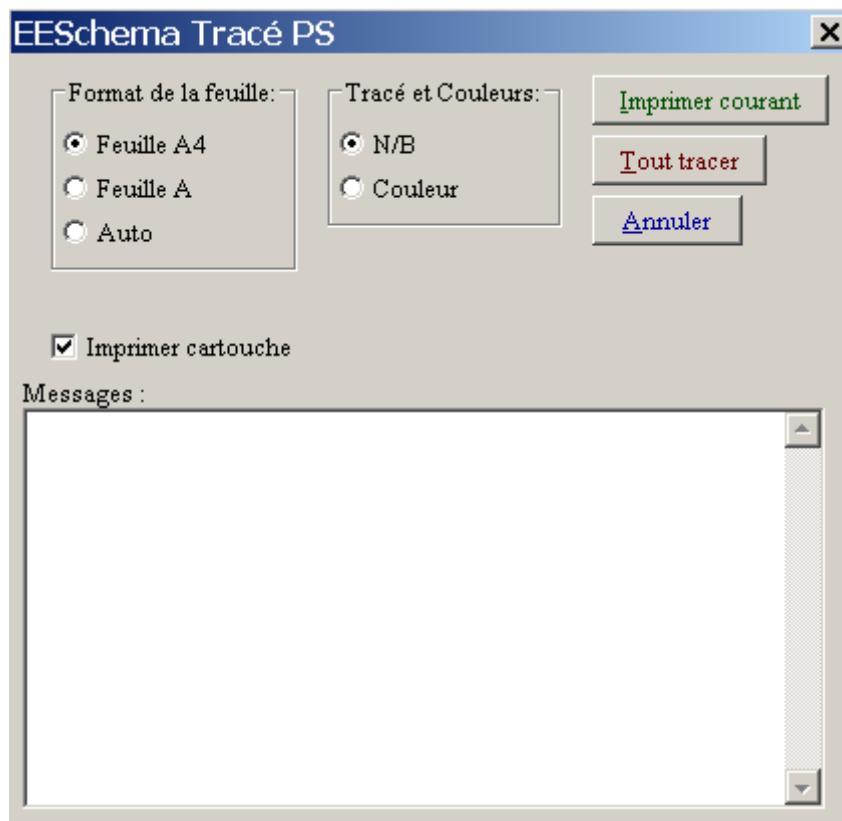 EESchema Tracé PS
Format de la feuille:
Feuille A4
Feuille A
Auto
Tracé et Couleurs:
N/B
Couleur
Imprimer courant
Tout tracer
Annuler
Imprimer cartouche
Messages :